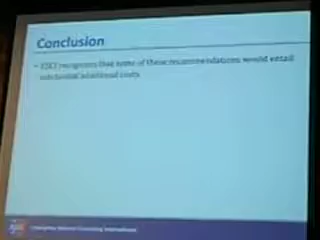 Conclusion
recognizes that some of these recommendations would entail
substantial additional costs